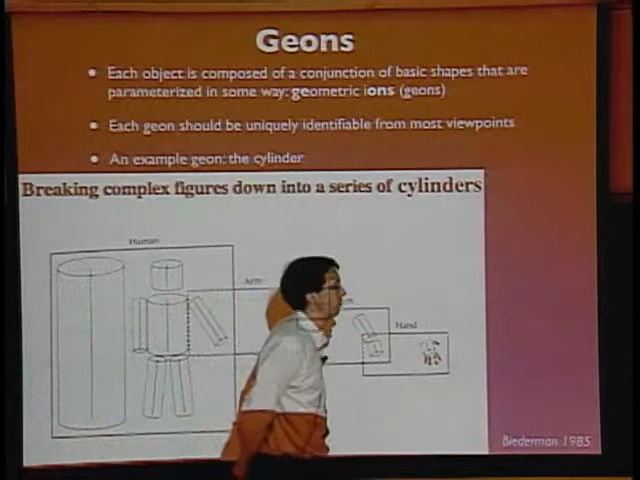 Geons
Each object is composed of a conjunction of basic shapes that are
parameterized in some way: geometric ions (geons)
Each geon should be uniquely identifiable from most viewpoints
An example geon: the cylinder
Breaking complex figures down into a series of cylinders
Human
Arm
Hand
Biederman 1985